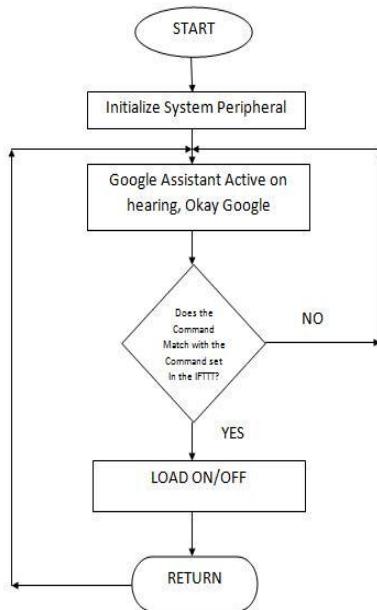 START
Initialize System Peripheral
Google Assistant Active on
hearing, Okay Google
Does the
Command
Match with the
Command set
In the IFTTT?
NO
YES
LOAD ON/OFF
RETURN